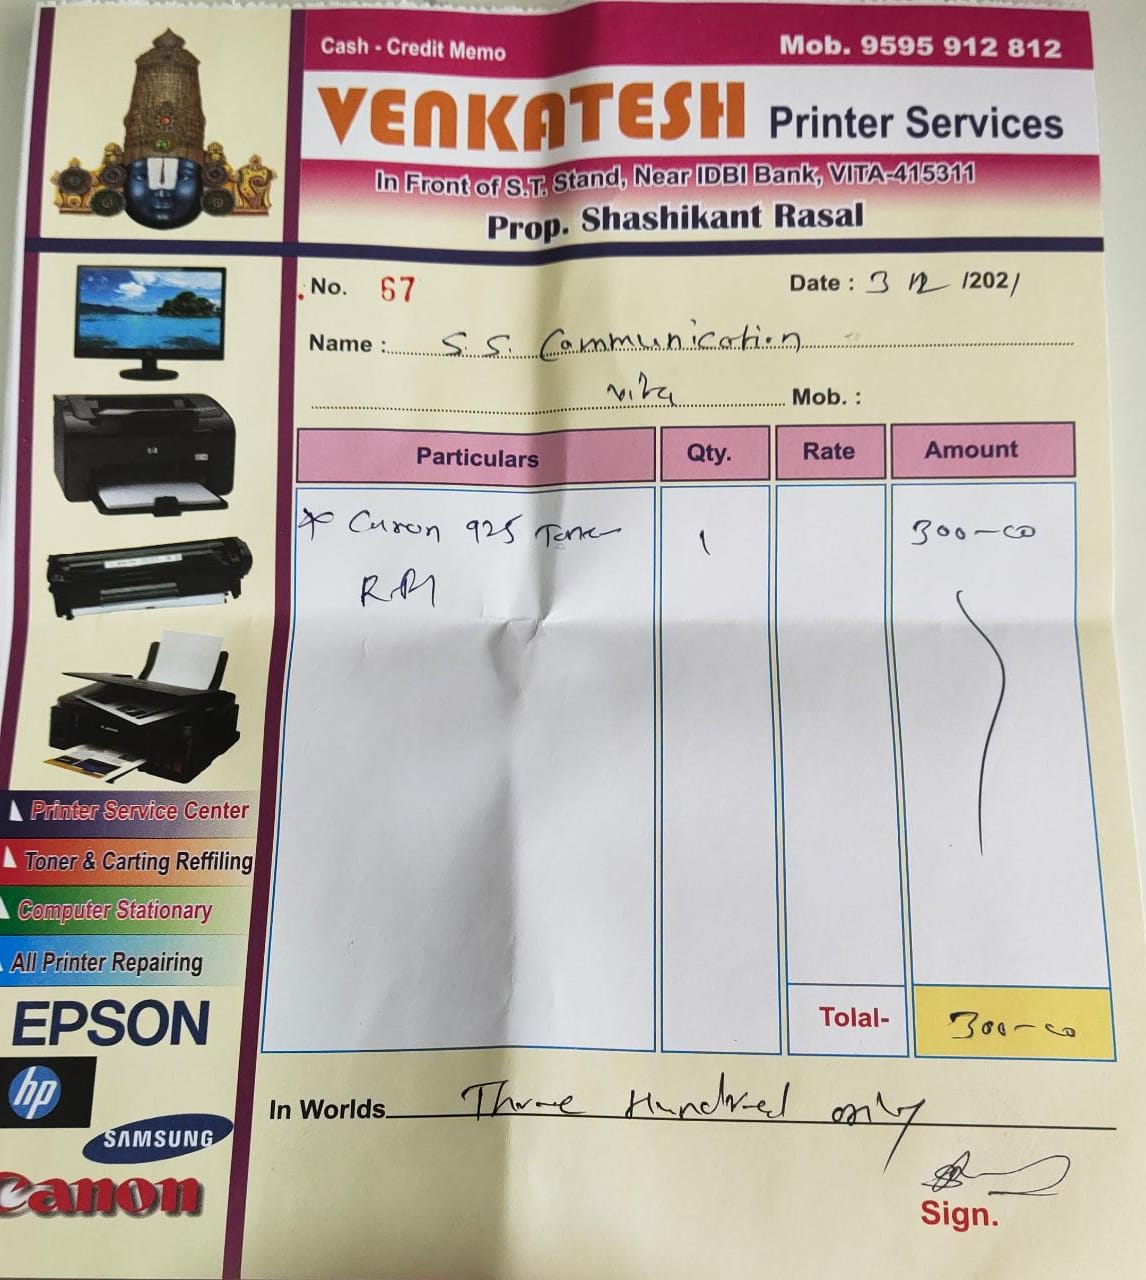 Cash - Credit Memo Mob. 9595 912 812
VENKATESH Printer Services
In Front of S.T. Stand, Near IDBI Bank, VITA-415311
Prop. Shashikant Rasal
No. 67 Date : 3 12 /2021
Name : S. S. Communication
vita Mob. :
Particulars Qty. Rate Amount
* Canon 925 Toner 1 300-00
Tolal- 300-00
In Worlds Three Hundred only
Sign.
hp
Printer Service Center
Toner & Carting Reffiling
Computer Stationary
All Printer Repairing
EPSON
hp
SAMSUNG
Canon